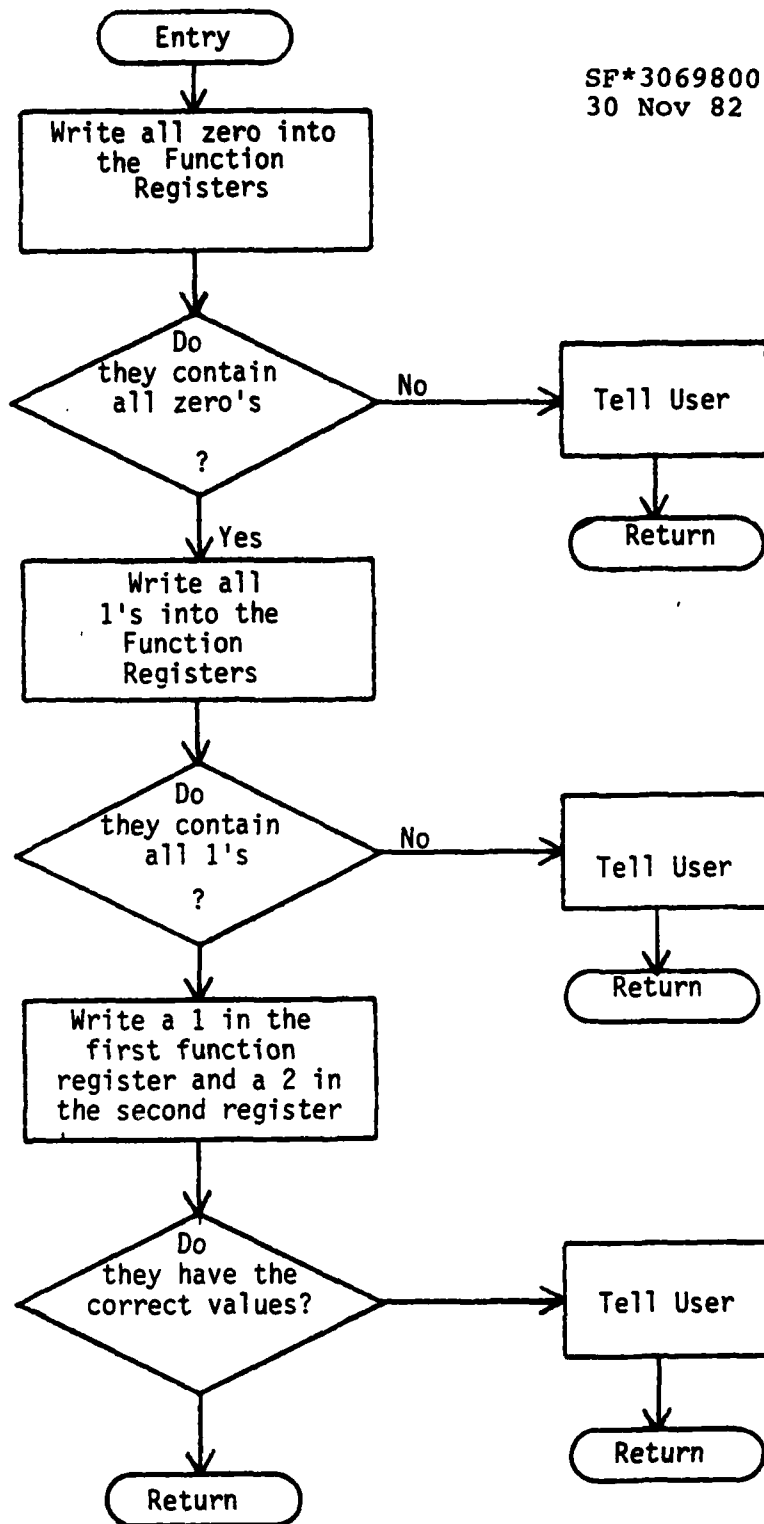 Entry
SF*3069800
30 Nov 82
Write all zero into
the Function
Registers
Do
they contain
all zero's
?
No
Tell User
Return
Yes
Write all
1's into the
Function
Registers
Do
they contain
all 1's
?
No
Tell User
Return
Write a 1 in the
first function
register and a 2 in
the second register
Do
they have the
correct values?
Tell User
Return
Return